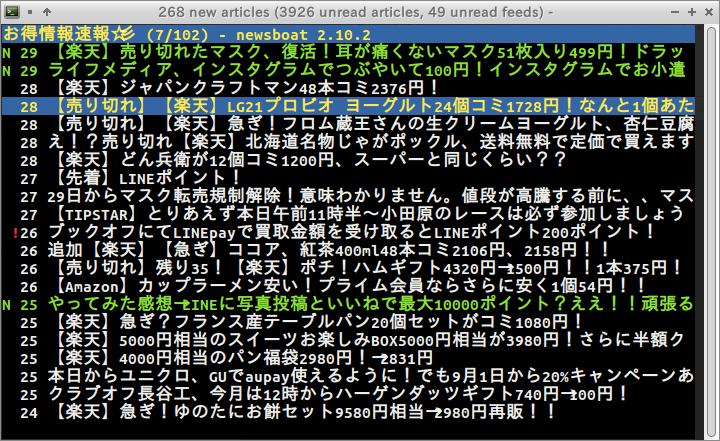 268 new articles (3926 unread articles, 49 unread feeds) -
お得情報速報☆彡 (7/102) - newsboat 2.10.2
N 29 【楽天】売り切れたマスク、復活！耳が痛くないマスク51枚入り499円！ドラッ
N 29 ライフメディア、インスタグラムでつぶやいて100円！インスタグラムでお小遣
28 【楽天】ジャパンクラフトマン48本コミ2376円！
28 【売り切れ】【楽天】LG21プロビオ ヨーグルト24個コミ1728円！なんと1個あた
28 【売り切れ】【楽天】急ぎ！フロム蔵王さんの生クリームヨーグルト、杏仁豆腐
28 え！？売り切れ【楽天】北海道名物じゃがポックル、送料無料で定価で買えます
28 【楽天】どん兵衛が12個コミ1200円、スーパーと同じくらい？？
27 【先着】LINEポイント！
27 29日からマスク転売規制解除！意味わかりません。値段が高騰する前に、、マス
27 【TIPSTAR】とりあえず本日午前11時半～小田原のレースは必ず参加しましょう
!26 ブックオフにてLINEpayで買取金額を受け取るとLINEポイント200ポイント！
26 追加【楽天】【急ぎ】ココア、紅茶400ml48本コミ2106円、2158円！！
26 【売り切れ】残り35！【楽天】ポチ！ハムギフト4320円→1500円！！1本375円！
26 【Amazon】カップラーメン安い！プライム会員ならさらに安く1個54円！！
N 25 やってみた感想→LINEに写真投稿といいねで最大10000ポイント？ええ！！頑張る
25 【楽天】急ぎ？フランス産テーブルパン20個セットがコミ1080円！
25 【楽天】5000円相当のスイーツお楽しみBOX5000円相当が3980円！さらに半額ク
25 【楽天】4000円相当のパン福袋2980円！→2831円
25 本日からユニクロ、GUでaupay使えるように！でも9月1日から20%キャンペーンあ
25 クラブオフ長谷工、今月は12時からハーゲンダッツギフト740円→100円！
24 【楽天】急ぎ！ゆのたにお餅セット9580円相当→2980円再販！！